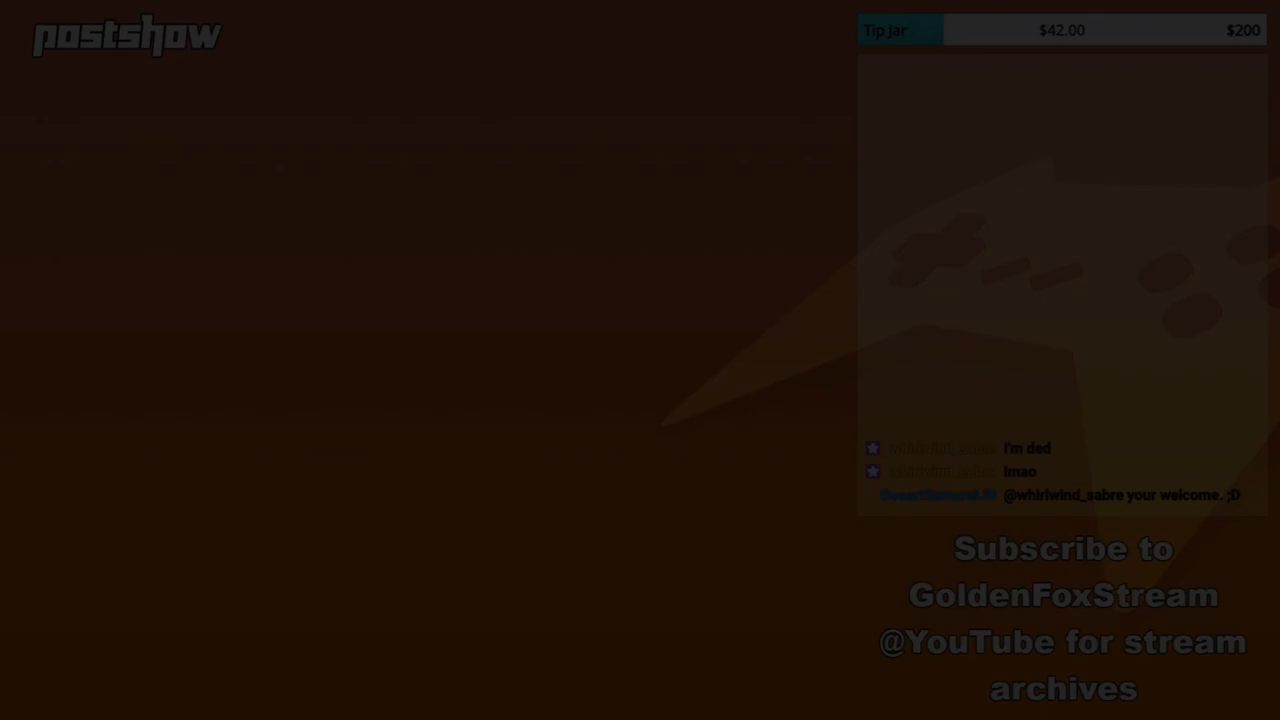 postshow
Tip Jar $42.00 $200
I'm ded
lmao
@whirlwind_sabre your welcome. ;D
Subscribe to
GoldenFoxStream
@YouTube for stream
archives